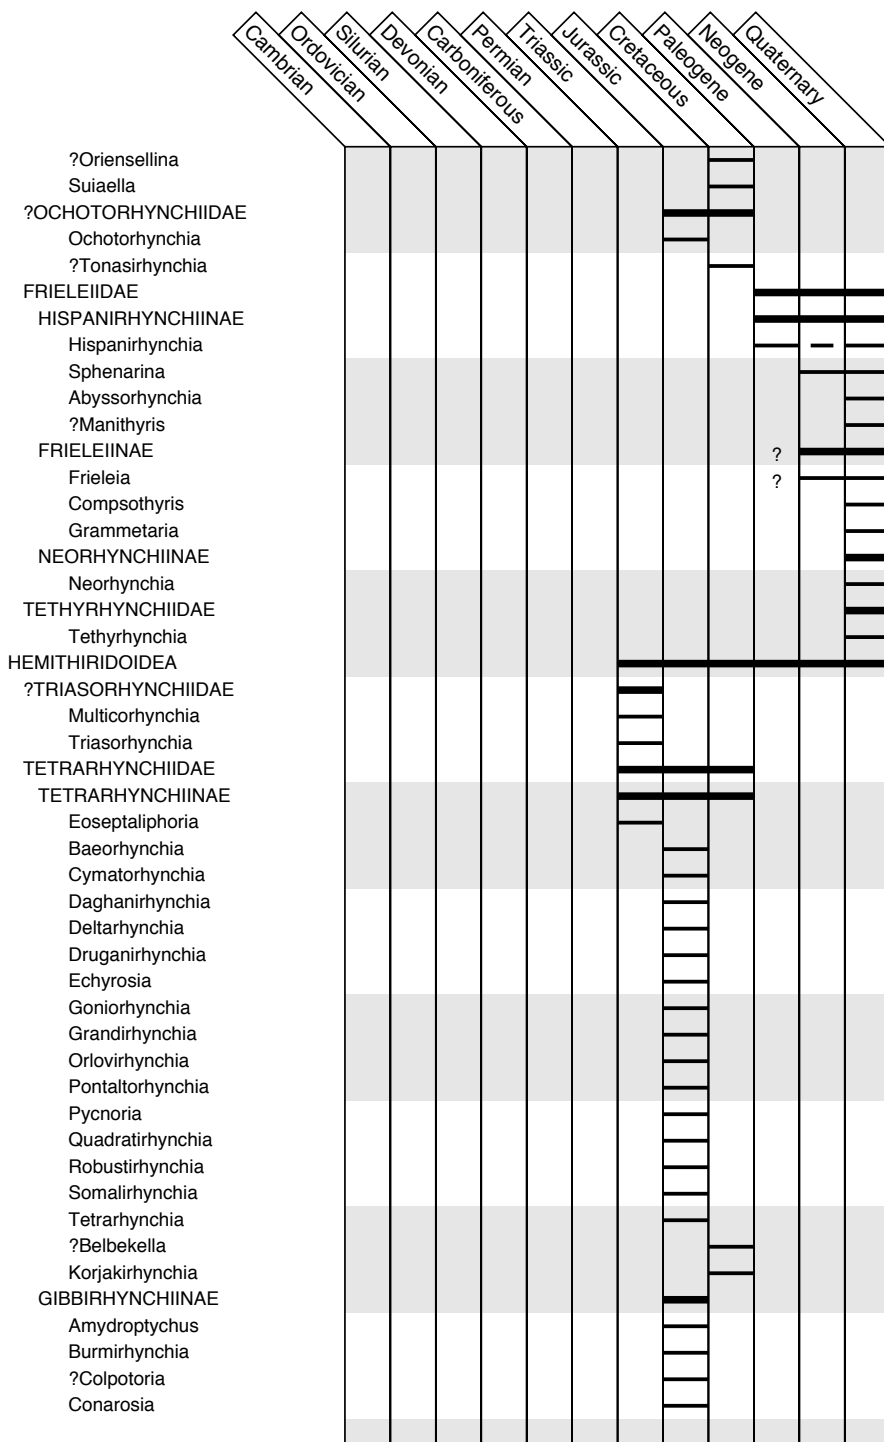 Cambrian
Ordovician
Silurian
Devonian
Carboniferous
Permian
Triassic
Jurassic
Cretaceous
Paleogene
Neogene
Quaternary
?Oriensellina
Suiaella
?OCHOTORHYNCHIIDAE
Ochotorhynchia
?Tonasirhynchia
FRIELEIIDAE
HISPANIRHYNCHIINAE
Hispanirhynchia
Sphenarina
Abyssorhynchia
?Manithyris
FRIELEIINAE ?
Frieleia ?
Compsothyris
Grammetaria
NEORHYNCHIINAE
Neorhynchia
TETHYRHYNCHIIDAE
Tethyrhynchia
HEMITHIRIDOIDEA
?TRIASORHYNCHIIDAE
Multicorhynchia
Triasorhynchia
TETRARHYNCHIIDAE
TETRARHYNCHIINAE
Eoseptaliphoria
Baeorhynchia
Cymatorhynchia
Daghanirhynchia
Deltarhynchia
Druganirhynchia
Echyrosia
Goniorhynchia
Grandirhynchia
Orlovirhynchia
Pontaltorhynchia
Pycnoria
Quadratirhynchia
Robustirhynchia
Somalirhynchia
Tetrarhynchia
?Belbekella
Korjakirhynchia
GIBBIRHYNCHIINAE
Amydroptychus
Burmirhynchia
?Colpotoria
Conarosia